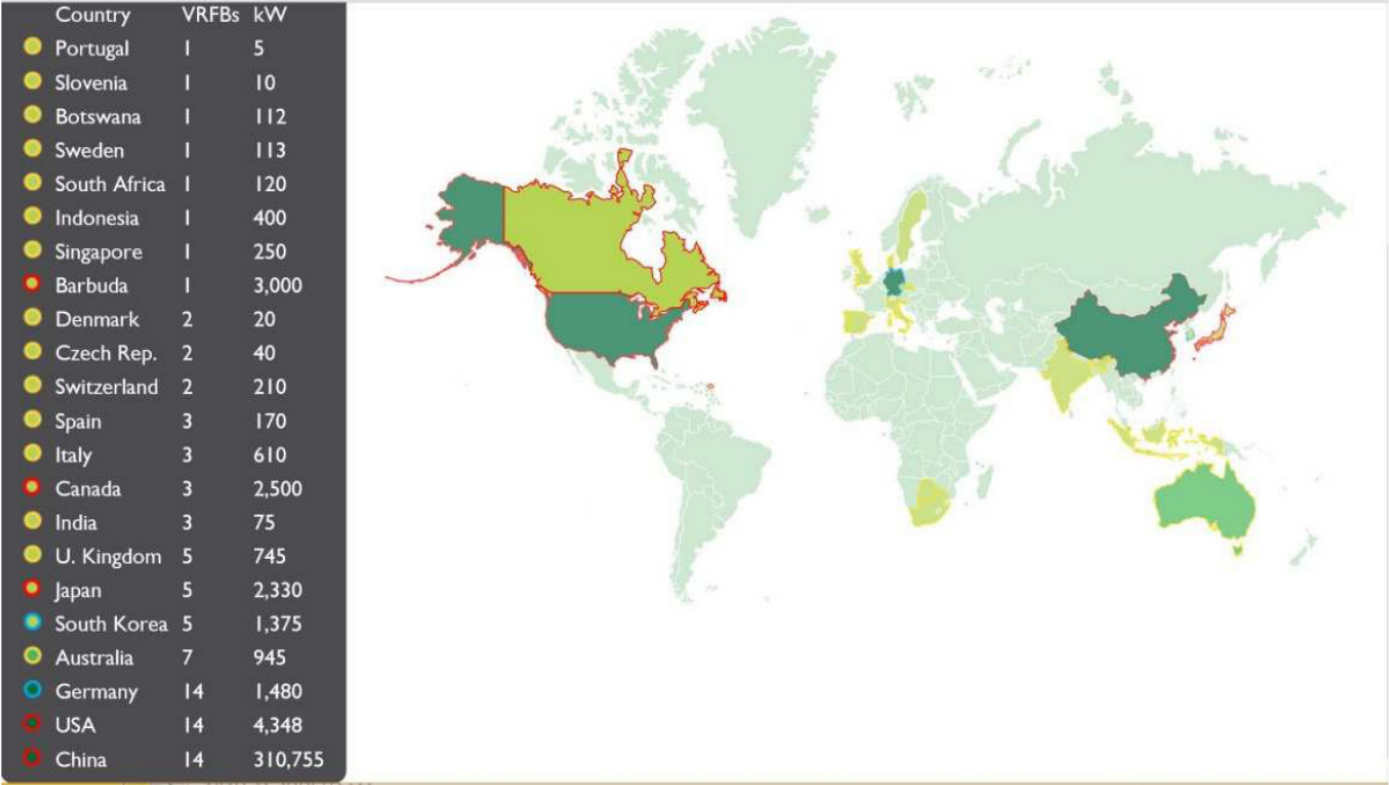 Country VRFBs kW
Portugal 1 5
Slovenia 1 10
Botswana 1 112
Sweden 1 113
South Africa 1 120
Indonesia 1 400
Singapore 1 250
Barbuda 1 3,000
Denmark 2 20
Czech Rep. 2 40
Switzerland 2 210
Spain 3 170
Italy 3 610
Canada 3 2,500
India 3 75
U. Kingdom 5 745
Japan 5 2,330
South Korea 5 1,375
Australia 7 945
Germany 14 1,480
USA 14 4,348
China 14 310,755